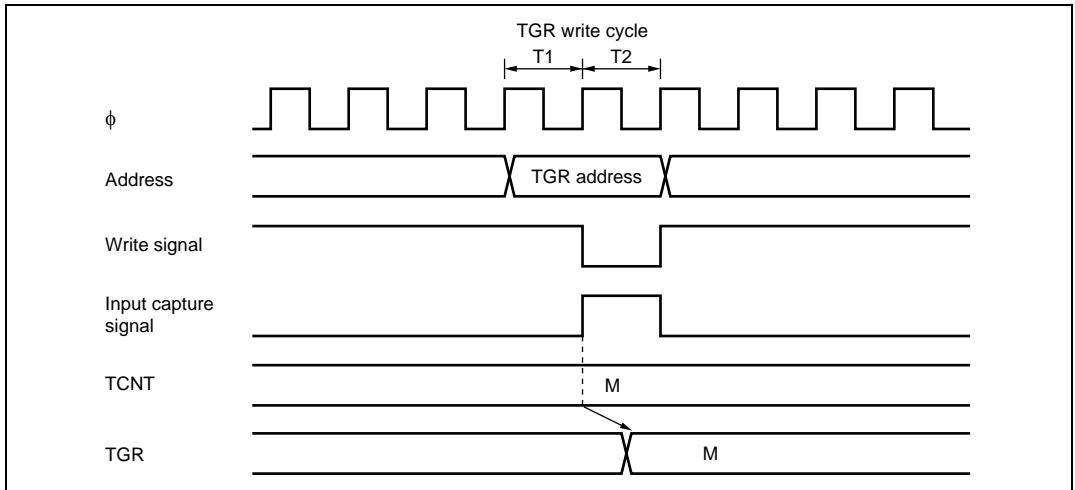 TGR write cycle
T1 T2
ϕ
Address
TGR address
Write signal
Input capture
signal
TCNT
M
TGR
M